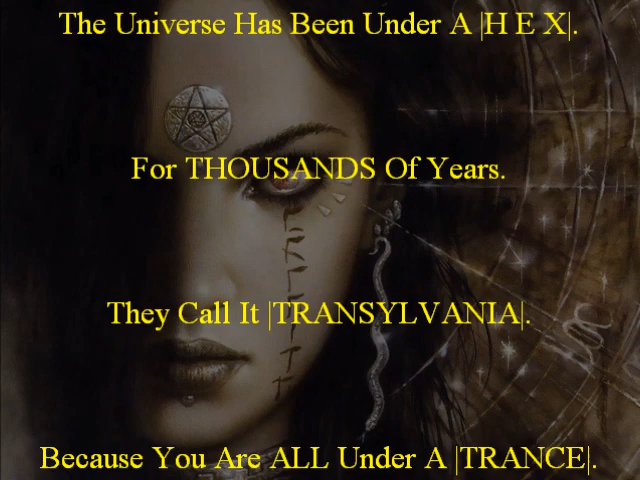 The Universe Has Been Under A |H E X|.
For THOUSANDS Of Years.
They Call It |TRANSYLVANIA|.
Because You Are ALL Under A |TRANCE|.